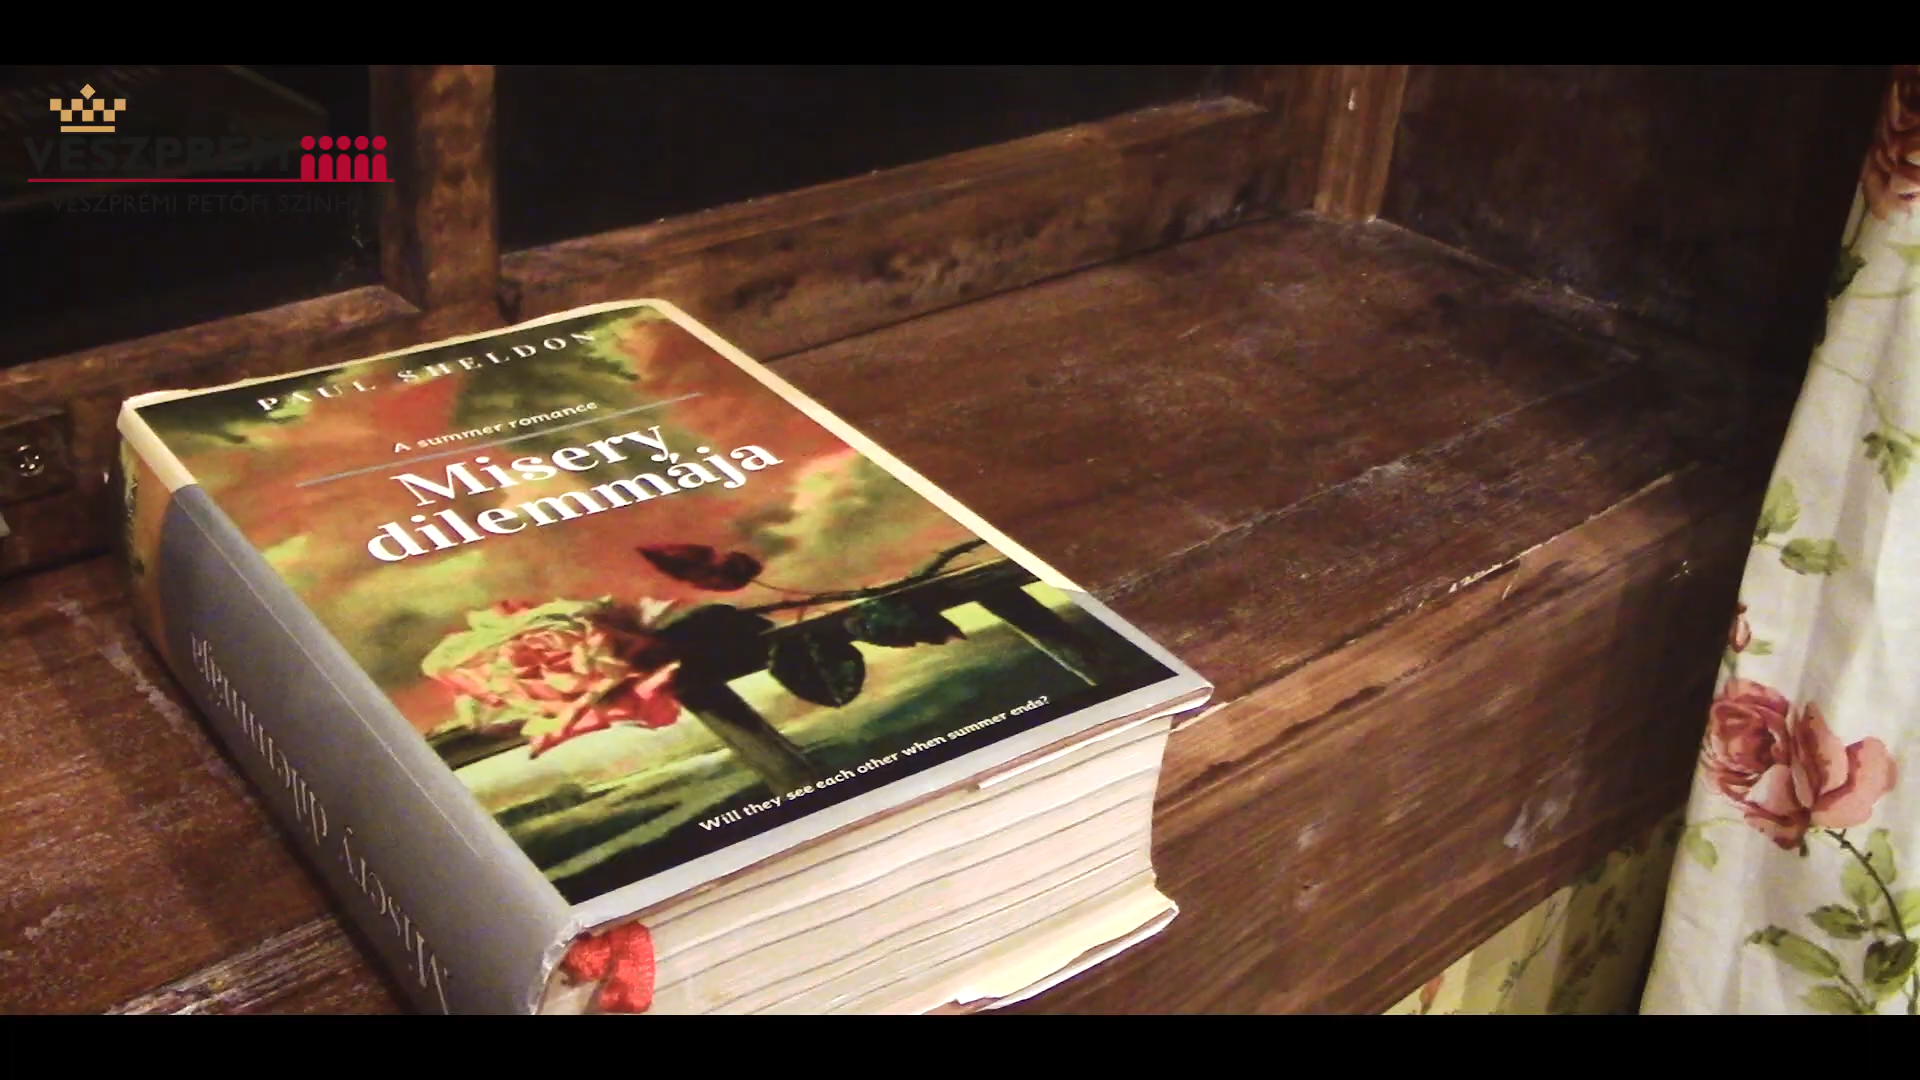 VESZPRÉM
VESZPRÉMI PETŐFI SZÍNHÁZ
PAUL SHELDON
A summer romance
Misery
dilemmája
Will they see each other when summer ends?
Misery dilemmája